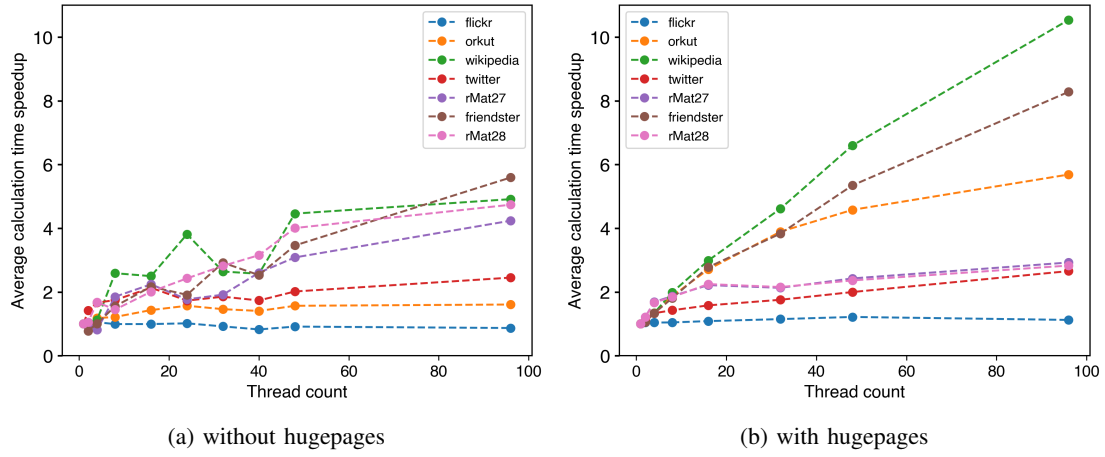 Average calculation time speedup
10
8
6
4
2
0
0
20
40
60
80
100
Thread count
flickr
orkut
wikipedia
twitter
rMat27
friendster
rMat28
(a) without hugepages
Average calculation time speedup
10
8
6
4
2
0
0
20
40
60
80
100
Thread count
flickr
orkut
wikipedia
twitter
rMat27
friendster
rMat28
(b) with hugepages